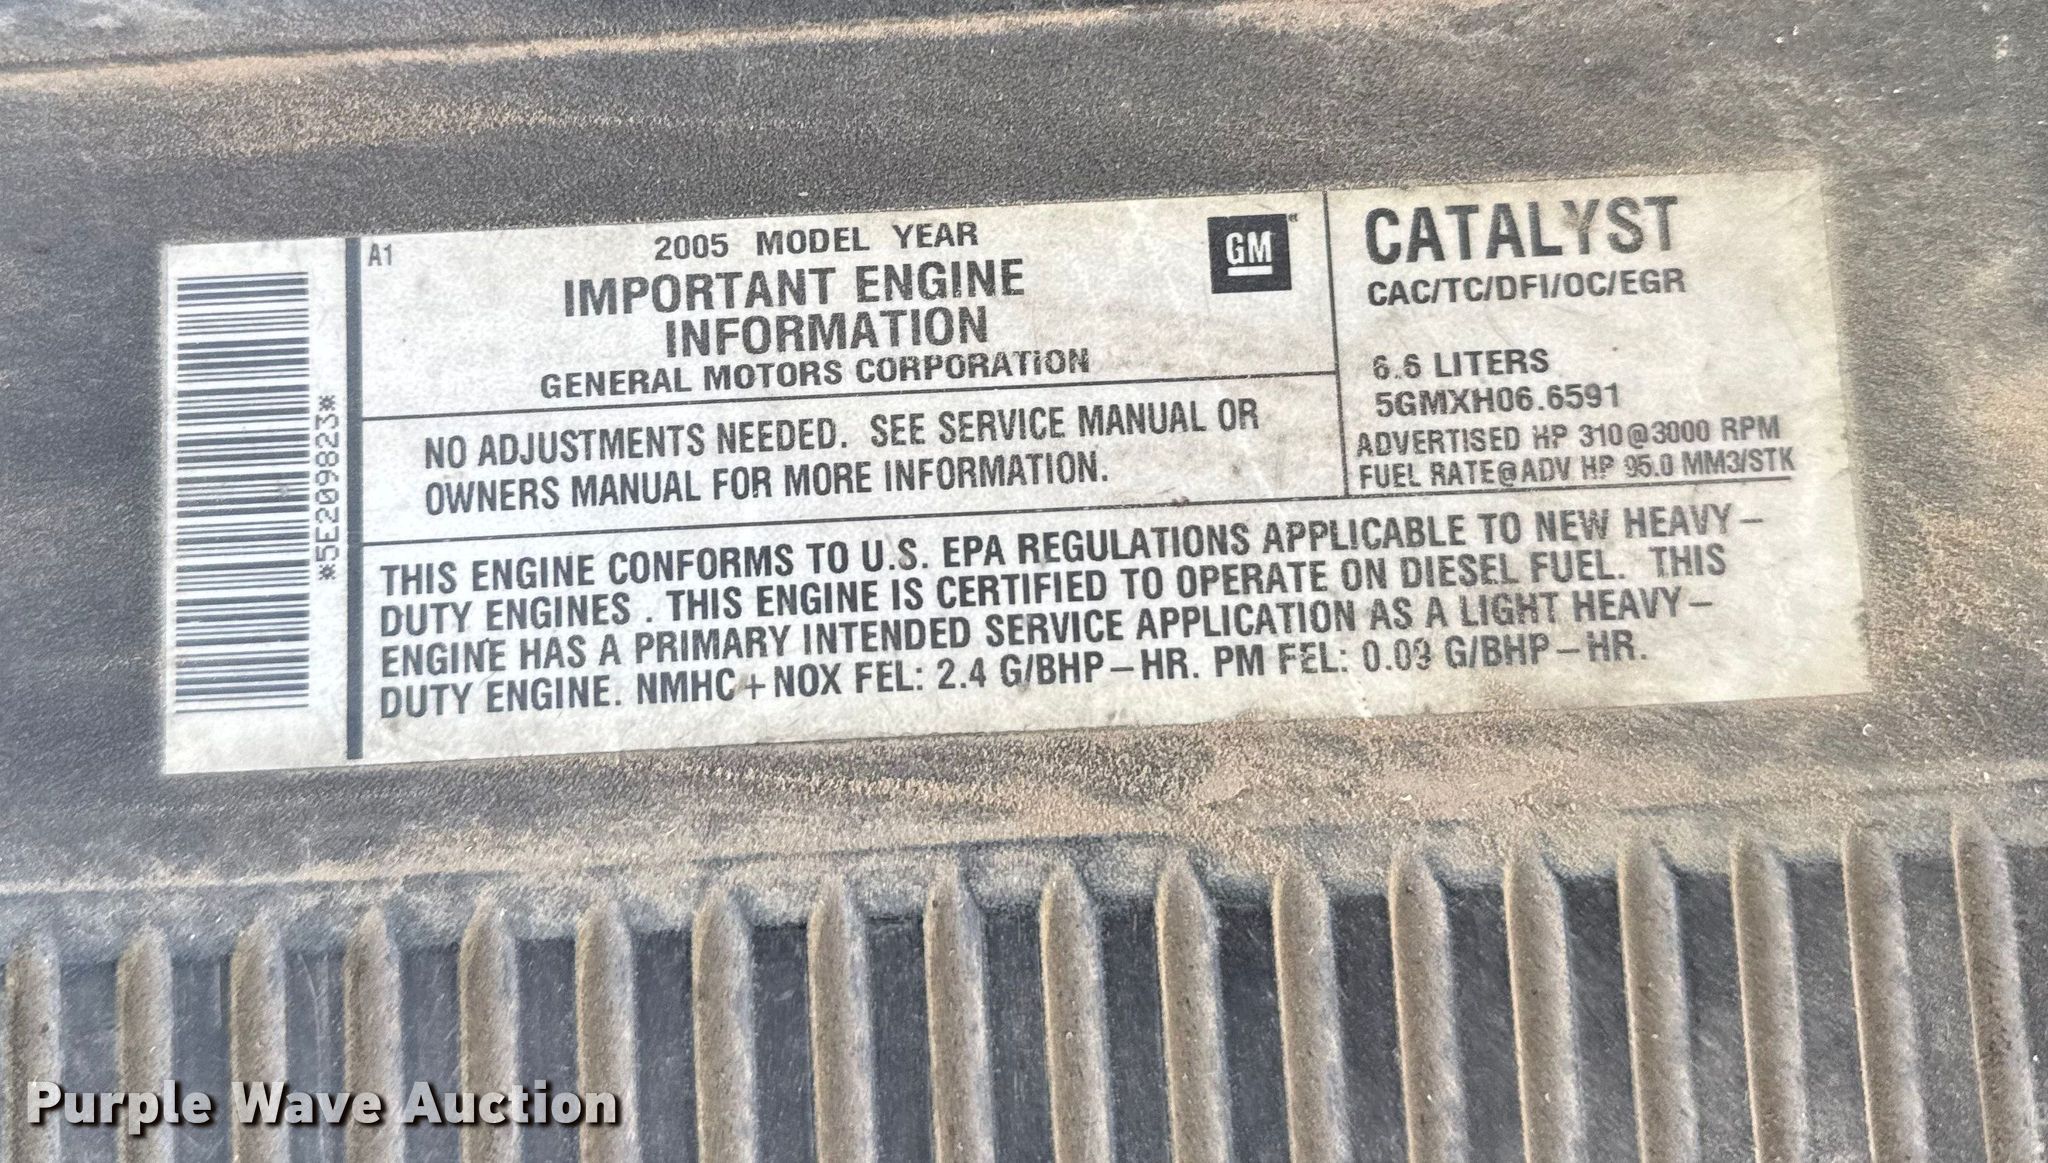 *5E2098823*
A1
2005 MODEL YEAR
IMPORTANT ENGINE
INFORMATION
GENERAL MOTORS CORPORATION
GM
CATALYST
CAC/TC/DFI/OC/EGR
6.6 LITERS
5GMXH06.6591
ADVERTISED HP 310@3000 RPM
FUEL RATE@ADV HP 95.0 MM3/STK
NO ADJUSTMENTS NEEDED. SEE SERVICE MANUAL OR
OWNERS MANUAL FOR MORE INFORMATION.
THIS ENGINE CONFORMS TO U.S. EPA REGULATIONS APPLICABLE TO NEW HEAVY-
DUTY ENGINES . THIS ENGINE IS CERTIFIED TO OPERATE ON DIESEL FUEL. THIS
ENGINE HAS A PRIMARY INTENDED SERVICE APPLICATION AS A LIGHT HEAVY-
DUTY ENGINE. NMHC+NOX FEL: 2.4 G/BHP-HR. PM FEL: 0.09 G/BHP-HR.
Purple Wave Auction